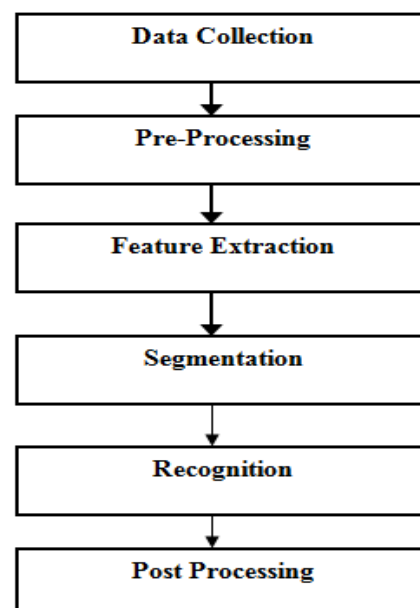 Data Collection
Pre-Processing
Feature Extraction
Segmentation
Recognition
Post Processing